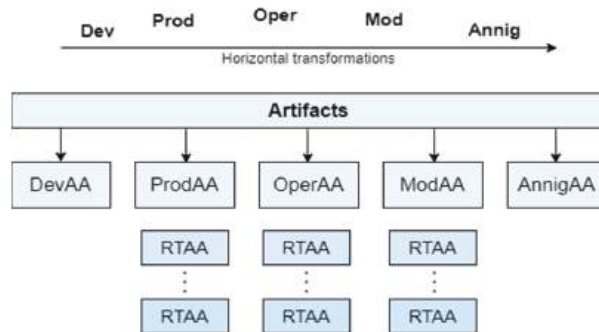 Dev Prod Oper Mod Annig
Horizontal transformations
Artifacts
DevAA ProdAA OperAA ModAA AnnigAA
RTAA RTAA RTAA
RTAA RTAA RTAA